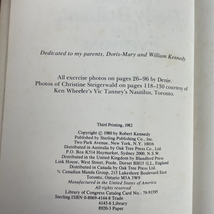 Dedicated to my parents, Doris-Mary and William Kennedy
All exercise photos on pages 26–96 by Denie.
Photos of Christine Steigerwald on pages 118–130 courtesy of
Ken Wheeler's Vic Tanney's Nautilus, Toronto.
Third Printing, 1982
Copyright © 1980 by Robert Kennedy
Published by Sterling Publishing Co., Inc.
Two Park Avenue, New York, N.Y. 10016
Distributed in Australia by Oak Tree Press Co., Ltd.
P.O. Box K514 Haymarket, Sydney 2000, N.S.W.
Distributed in the United Kingdom by Blandford Press
Link House, West Street, Poole, Dorset BH15 1LL, England
Distributed in Canada by Oak Tree Press Ltd.
% Canadian Manda Group, 215 Lakeshore Boulevard East
Toronto, Ontario M5A 3W9
Manufactured in the United States of America
All rights reserved
Library of Congress Catalog Card No.:
Sterling ISBN 0-8069-4144-8 Trade
4145-6 Library
8920-3 Paper